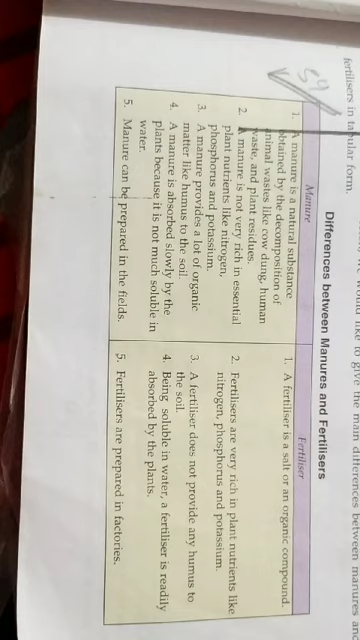 would like to give the main differences between manures and
fertilisers in tabular form.
Differences between Manures and Fertilisers
Manure
1. A manure is a natural substance
obtained by the decomposition of
animal wastes like cow dung, human
waste, and plant residues.
2. A manure is not very rich in essential
plant nutrients like nitrogen,
phosphorus and potassium.
3. A manure provides a lot of organic
matter like humus to the soil.
4. A manure is absorbed slowly by the
plants because it is not much soluble in
water.
5. Manure can be prepared in the fields.
Fertiliser
1. A fertiliser is a salt or an organic compound.
2. Fertilisers are very rich in plant nutrients like
nitrogen, phosphorus and potassium.
3. A fertiliser does not provide any humus to
the soil.
4. Being soluble in water, a fertiliser is readily
absorbed by the plants.
5. Fertilisers are prepared in factories.